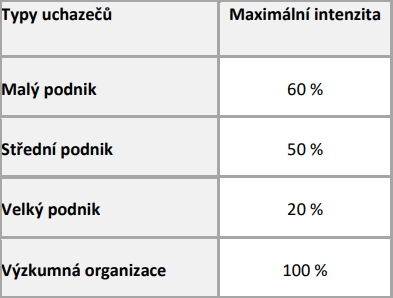 Typy uchazečů Maximální intenzita
Malý podnik 60 %
Střední podnik 50 %
Velký podnik 20 %
Výzkumná organizace 100 %